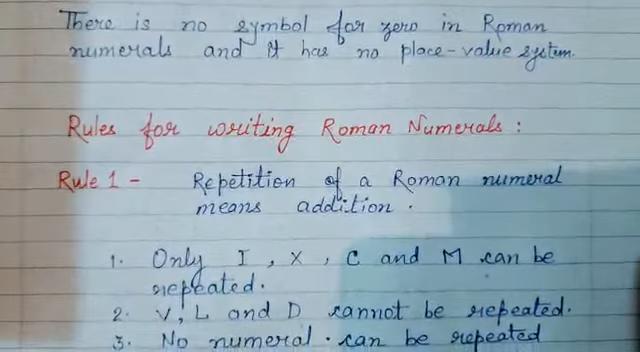 There is no symbol for zero in Roman
numerals and it has no place-value system.
Rules for writing Roman Numerals :
Rule 1 - Repetition of a Roman numeral
means addition.
1. Only I, X, C and M can be
repeated.
2. V, L and D cannot be repeated.
3. No numeral can be repeated